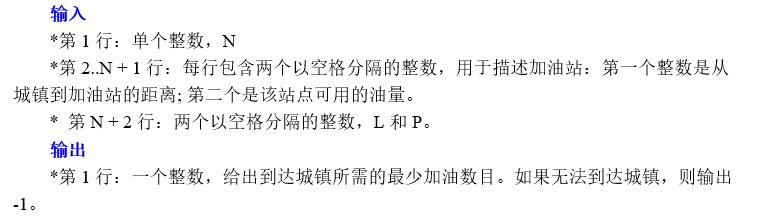 输入
*第 1 行：单个整数，N
*第 2..N + 1 行：每行包含两个以空格分隔的整数，用于描述加油站：第一个整数是从
城镇到加油站的距离; 第二个是该站点可用的油量。
* 第 N + 2 行：两个以空格分隔的整数，L 和 P。
输出
*第 1 行：一个整数，给出到达城镇所需的最少加油数目。如果无法到达城镇，则输出
-1。